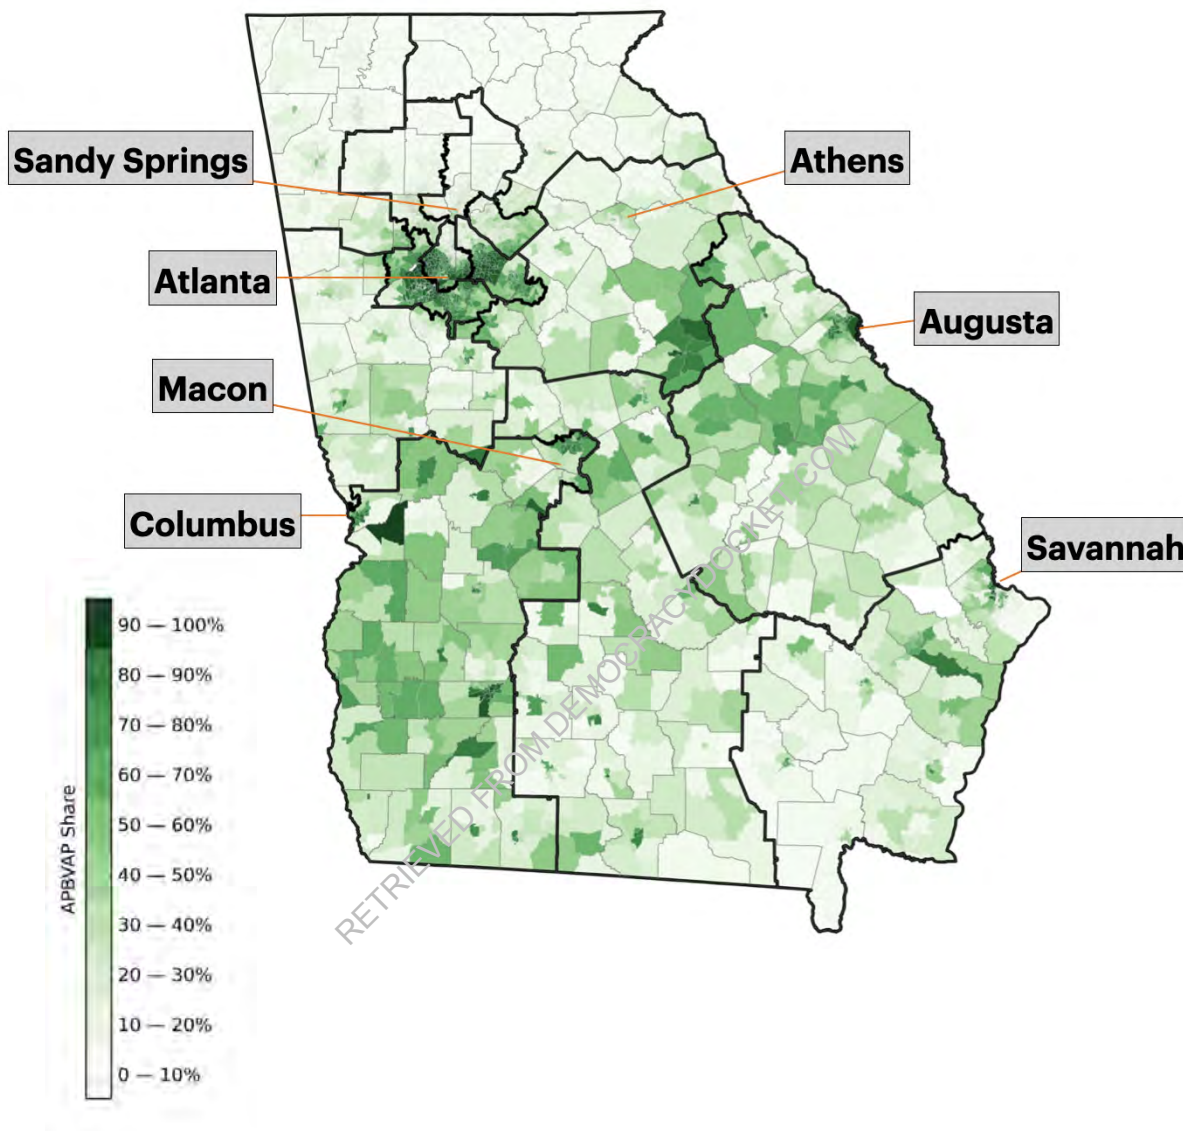 Sandy Springs
Athens
Atlanta
Augusta
Macon
Columbus
Savannah
90 — 100%
80 — 90%
70 — 80%
60 — 70%
50 — 60%
40 — 50%
30 — 40%
20 — 30%
10 — 20%
0 — 10%
APBVAP Share
RETRIEVED FROM DEMOCRACYDOCKET.COM